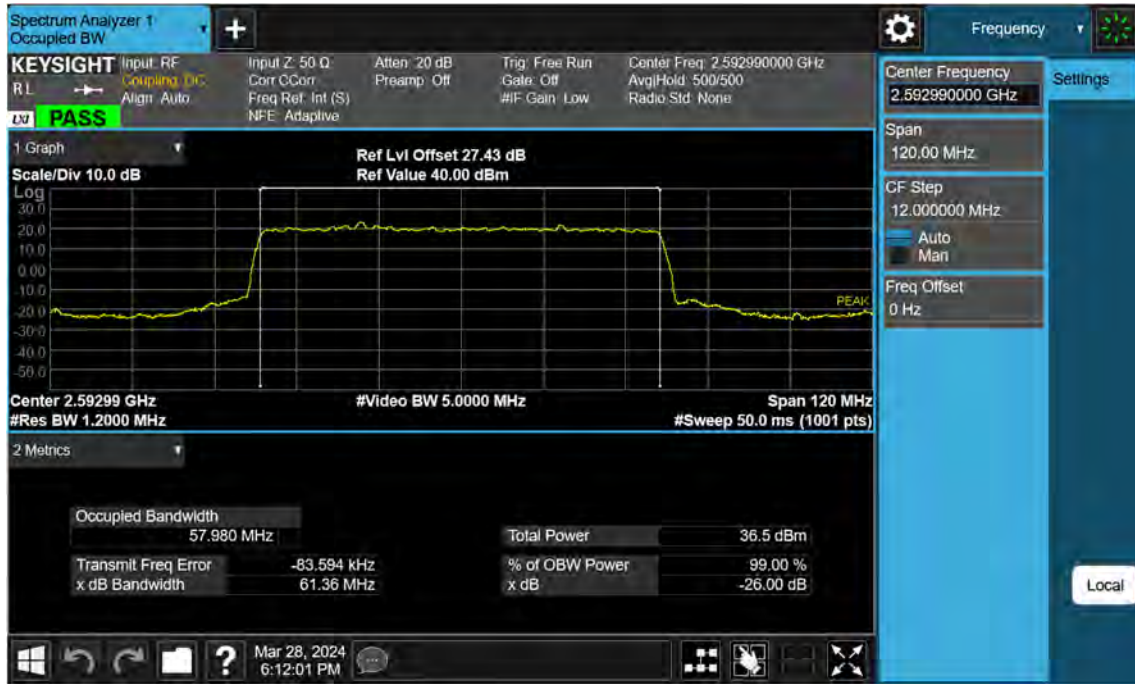 Spectrum Analyzer 1
Occupied BW
+
Frequency
KEYSIGHT
RL
Input: RF
Coupling: DC
Align: Auto
Input Z: 50 Ω
Corr CCorr
Freq Ref: Int (S)
NFE: Adaptive
Atten: 20 dB
Preamp: Off
Trig: Free Run
Gate: Off
#IF Gain: Low
Center Freq: 2.592990000 GHz
Avg|Hold: 500/500
Radio Std: None
LXI PASS
1 Graph
Scale/Div 10.0 dB
Ref Lvl Offset 27.43 dB
Ref Value 40.00 dBm
Log
30.0
20.0
10.0
0.00
-10.0
-20.0
-30.0
-40.0
-50.0
PEAK
Center 2.59299 GHz
#Video BW 5.0000 MHz
Span 120 MHz
#Res BW 1.2000 MHz
#Sweep 50.0 ms (1001 pts)
2 Metrics
Occupied Bandwidth
57.980 MHz
Transmit Freq Error -83.594 kHz
x dB Bandwidth 61.36 MHz
Total Power 36.5 dBm
% of OBW Power 99.00 %
x dB -26.00 dB
Center Frequency
2.592990000 GHz
Span
120.00 MHz
CF Step
12.000000 MHz
Auto
Man
Freq Offset
0 Hz
Settings
Local
?
Mar 28, 2024
6:12:01 PM